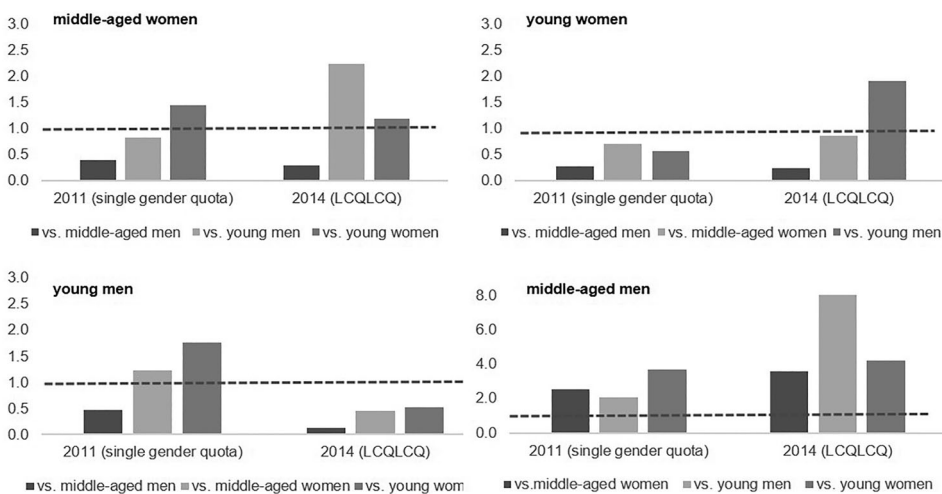 middle-aged women
3.0
2.5
2.0
1.5
1.0
0.5
0.0
2011 (single gender quota) 2014 (LCQLCQ)
vs. middle-aged men vs. young men vs. young women
young women
3.0
2.5
2.0
1.5
1.0
0.5
0.0
2011 (single gender quota) 2014 (LCQLCQ)
vs. middle-aged men vs. middle-aged women vs. young men
young men
3.0
2.5
2.0
1.5
1.0
0.5
0.0
2011 (single gender quota) 2014 (LCQLCQ)
vs. middle-aged men vs. middle-aged women vs. young wom
middle-aged men
8.0
6.0
4.0
2.0
0.0
2011 (single gender quota) 2014 (LCQLCQ)
vs.middle-aged women vs. young men vs. young women